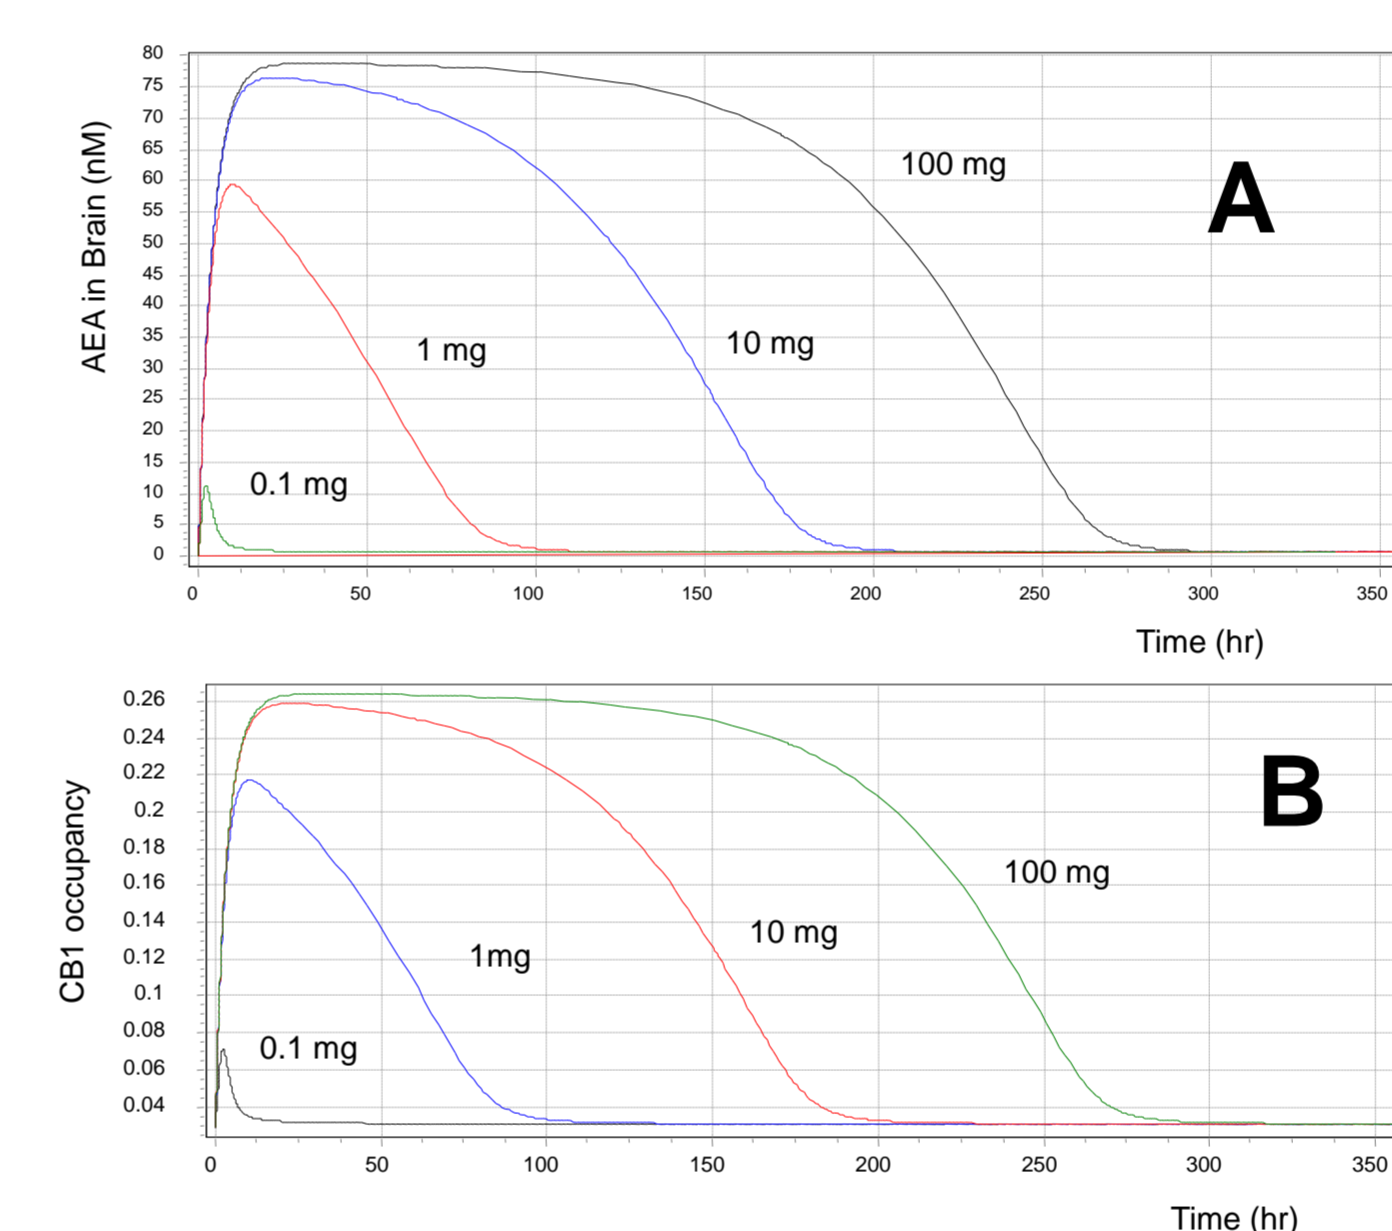 80
75
70
65
60
55
50
45
40
35
30
25
20
15
10
5
0
AEA in Brain (nM)
100 mg
A
1 mg
10 mg
0.1 mg
0 50 100 150 200 250 300 350
Time (hr)
0.26
0.24
0.22
0.2
0.18
0.16
0.14
0.12
0.1
0.08
0.06
0.04
CB1 occupancy
B
100 mg
10 mg
1mg
0.1 mg
0 50 100 150 200 250 300 350
Time (hr)